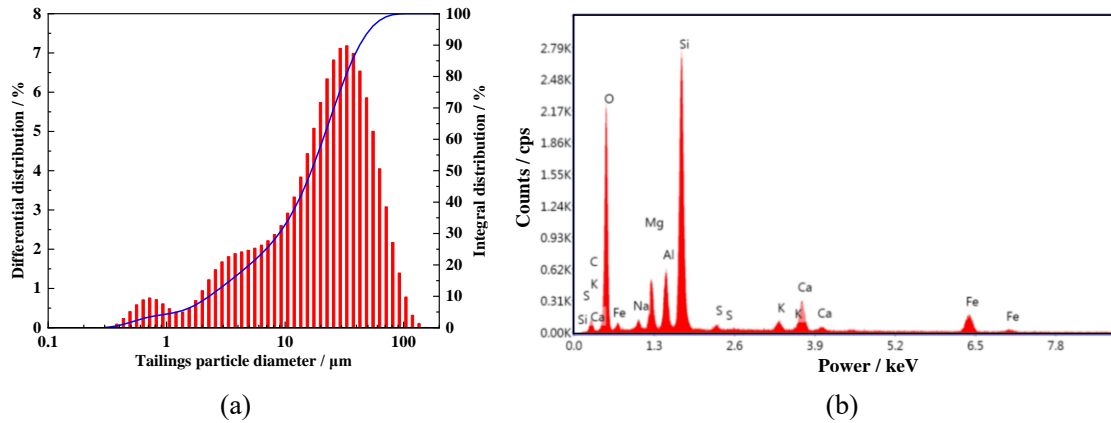 8
7
6
5
4
3
2
1
0
Differential distribution / %
0.1
1
10
100
Tailings particle diameter / μm
100
90
80
70
60
50
40
30
20
10
0
Integral distribution / %
(a)
2.79K
2.48K
2.17K
1.86K
1.55K
1.24K
0.93K
0.62K
0.31K
0.00K
Counts / cps
Si
O
Mg
C
Al
K
S
Ca
Si
Ca
Fe
Na
S
S
K
K
Ca
Fe
Fe
0.0
1.3
2.6
3.9
5.2
6.5
7.8
Power / keV
(b)